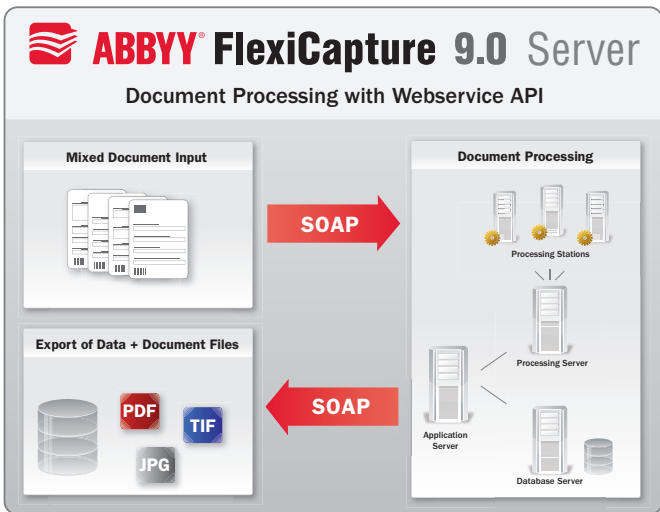 ABBYY® FlexiCapture 9.0 Server
Document Processing with Webservice API
Mixed Document Input
SOAP
Document Processing
Processing Stations
Processing Server
Application
Server
Database Server
Export of Data + Document Files
PDF
TIF
JPG
SOAP